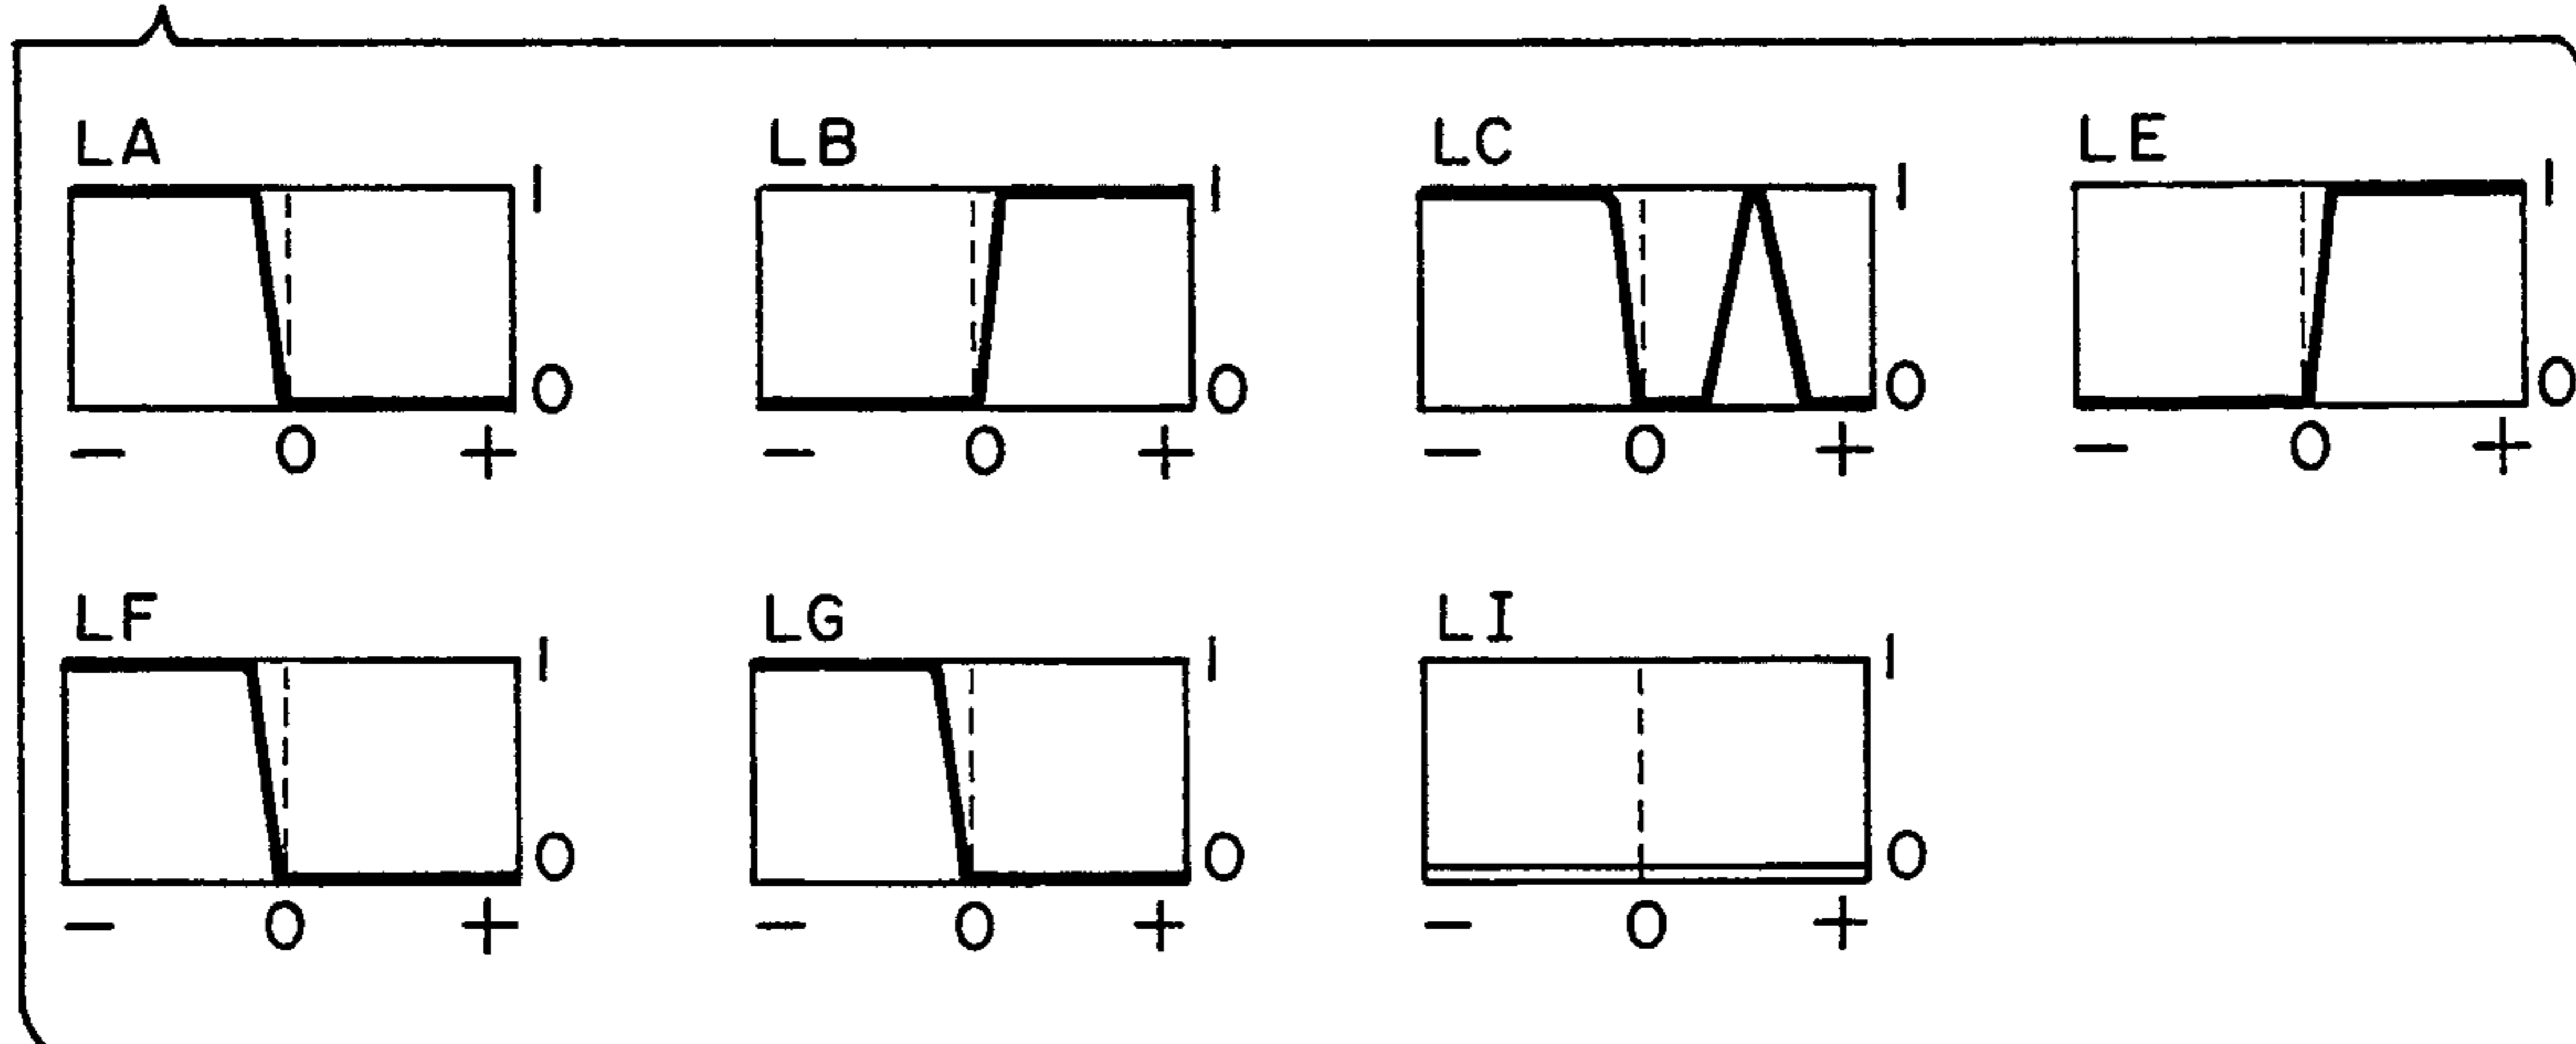 LA LB LC LE
1 1 1 1
0 0 0 0
− 0 + − 0 + − 0 + − 0 +
LF LG LI
1 1 1
0 0 0
− 0 + − 0 + − 0 +